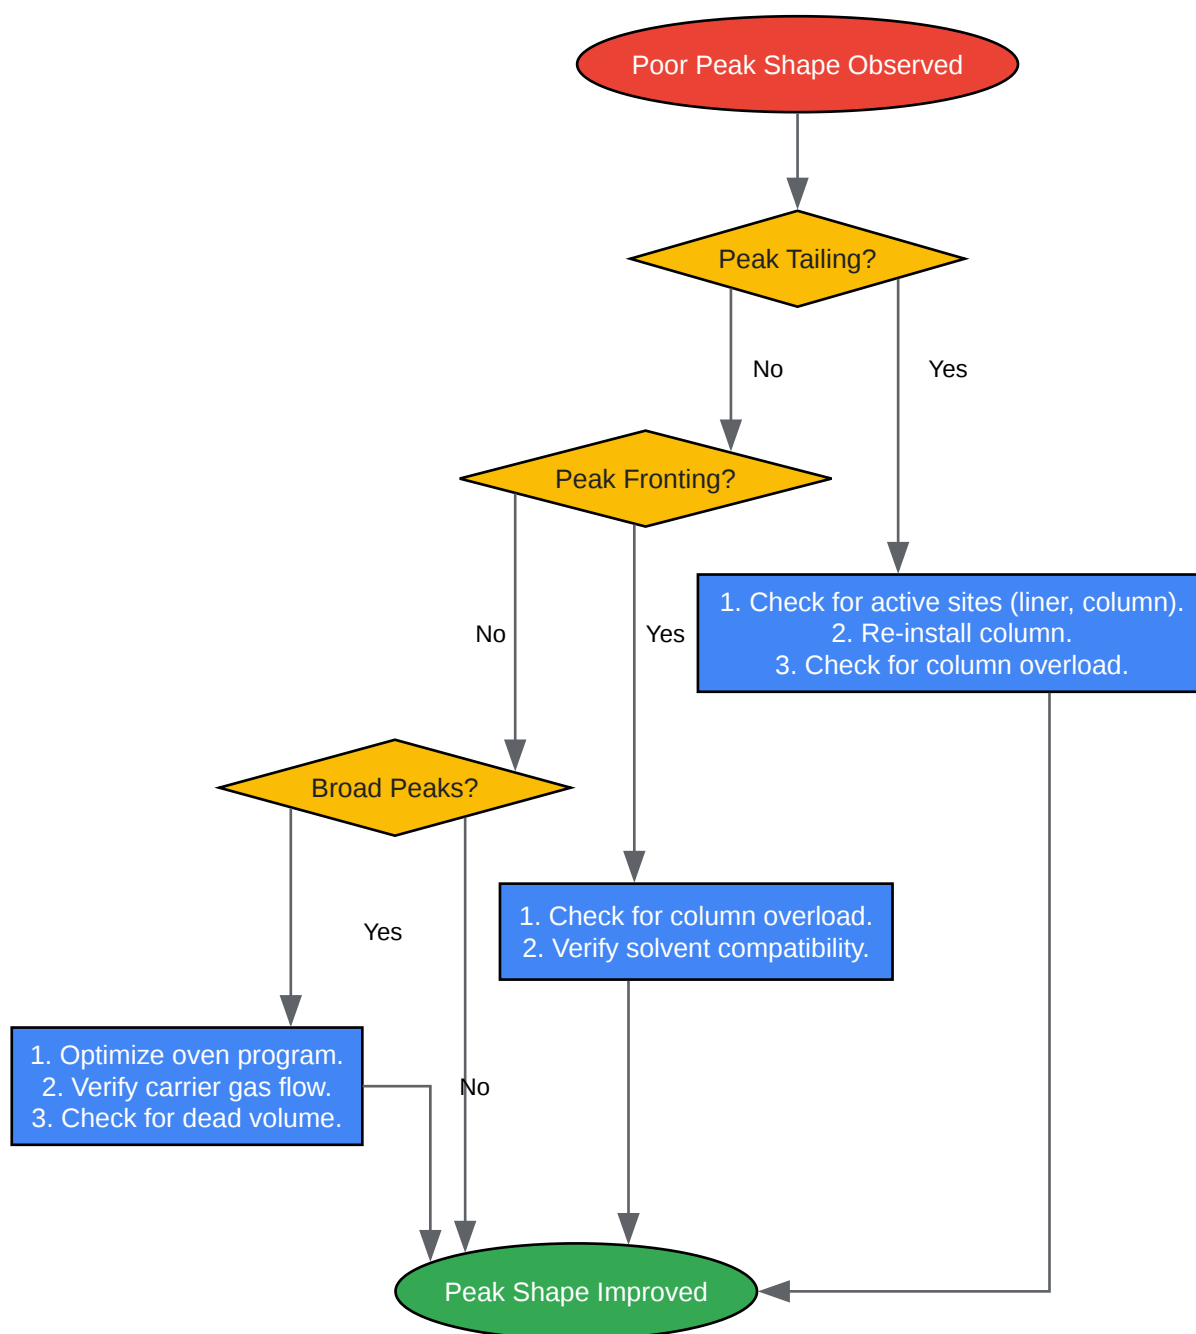 Poor Peak Shape Observed
Peak Tailing?
No
Yes
Peak Fronting?
1. Check for active sites (liner, column).
2. Re-install column.
3. Check for column overload.
No
Yes
Broad Peaks?
1. Check for column overload.
2. Verify solvent compatibility.
Yes
1. Optimize oven program.
2. Verify carrier gas flow.
3. Check for dead volume.
No
Peak Shape Improved